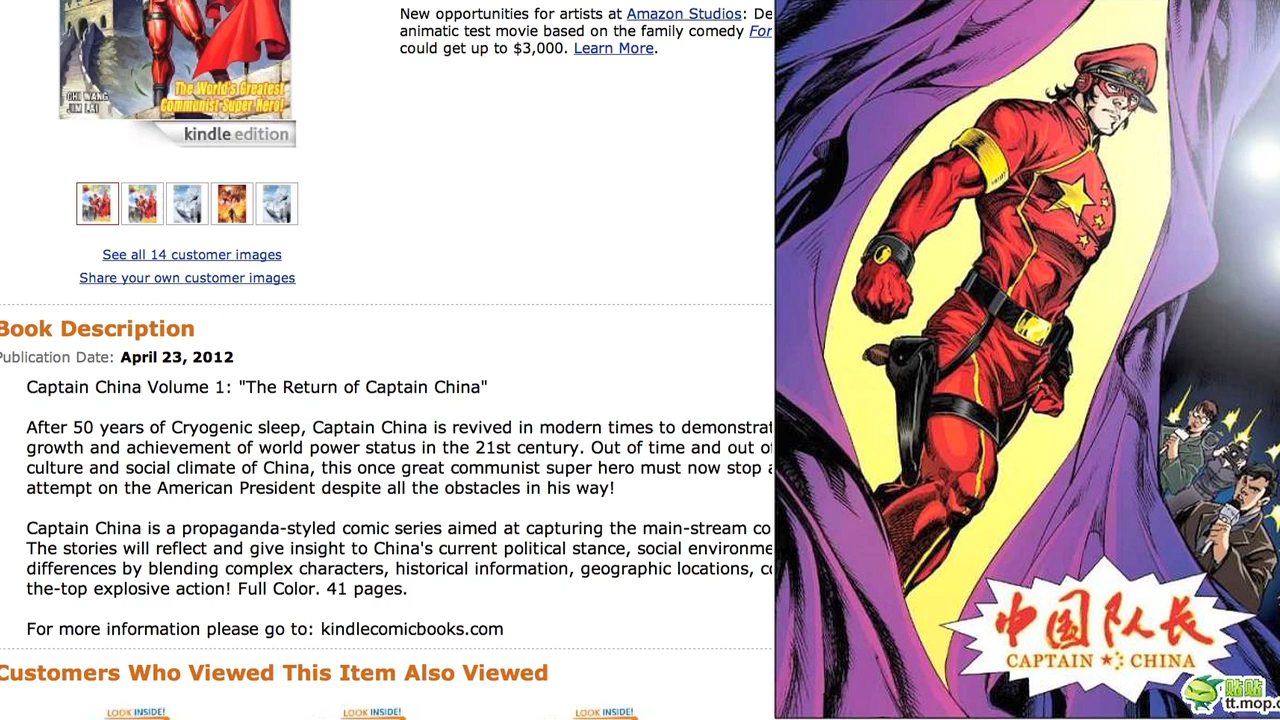 New opportunities for artists at Amazon Studios: De
animatic test movie based on the family comedy For
could get up to $3,000. Learn More.
CHI WANG
JIM LAI
The World's Greatest
Communist Super Hero!
kindle edition
See all 14 customer images
Share your own customer images
Book Description
Publication Date: April 23, 2012
Captain China Volume 1: "The Return of Captain China"
After 50 years of Cryogenic sleep, Captain China is revived in modern times to demonstrat
growth and achievement of world power status in the 21st century. Out of time and out o
culture and social climate of China, this once great communist super hero must now stop a
attempt on the American President despite all the obstacles in his way!
Captain China is a propaganda-styled comic series aimed at capturing the main-stream co
The stories will reflect and give insight to China's current political stance, social environme
differences by blending complex characters, historical information, geographic locations, c
the-top explosive action! Full Color. 41 pages.
For more information please go to: kindlecomicbooks.com
Customers Who Viewed This Item Also Viewed
LOOK INSIDE!
LOOK INSIDE!
LOOK INSIDE!
中国队长
CAPTAIN CHINA
贴贴
tt.mop.c